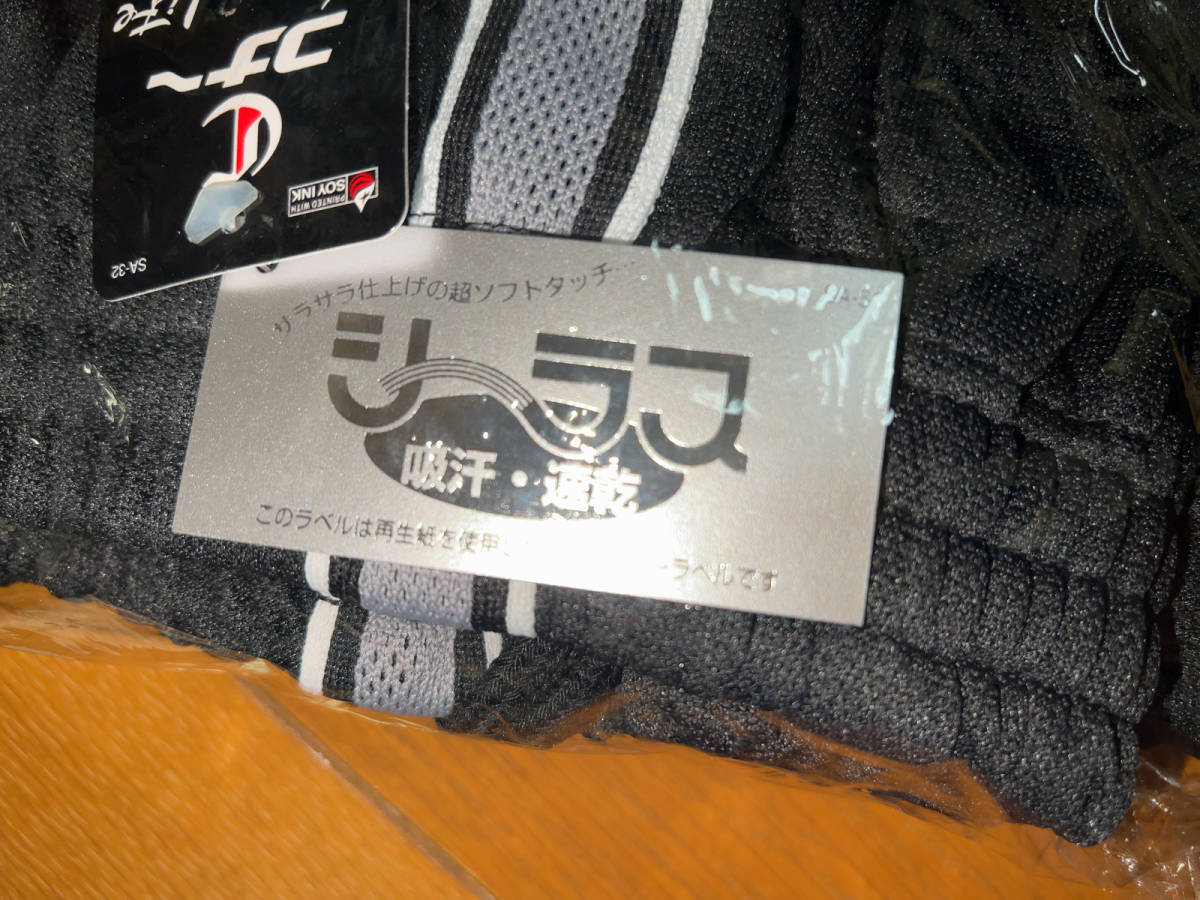 Life
PRINTED WITH
SOY INK
SA-32
サラサラ仕上げの超ソフトタッチ…
シーラス
吸汗・速乾
このラベルは再生紙を使用
ーラベルです